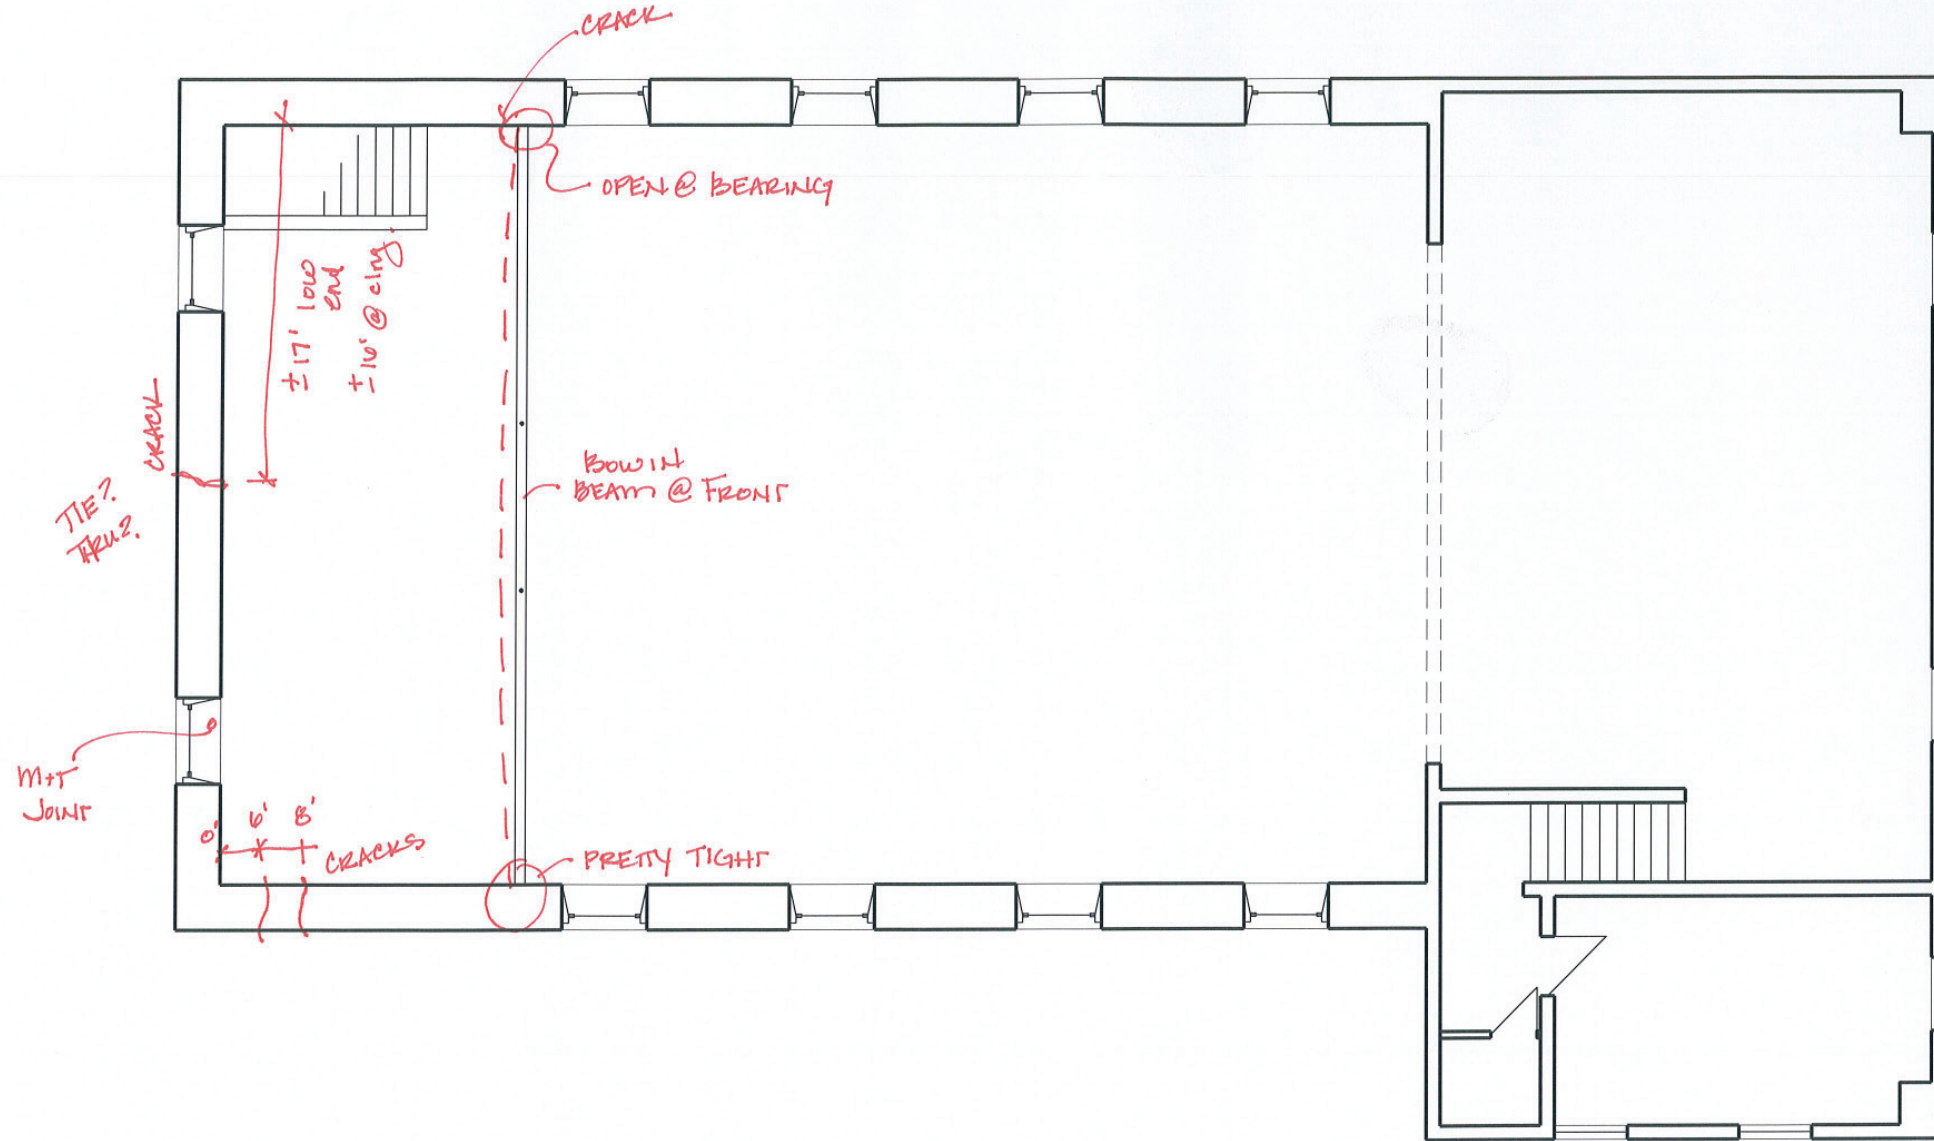 CRACK
OPEN @ BEARING
±17' low
end
±16' @ clng.
CRACK
TIE?
THRU?
BOW IN
BEAM @ FRONT
M+T
JOINT
0' 6' 8'
CRACKS
PRETTY TIGHT